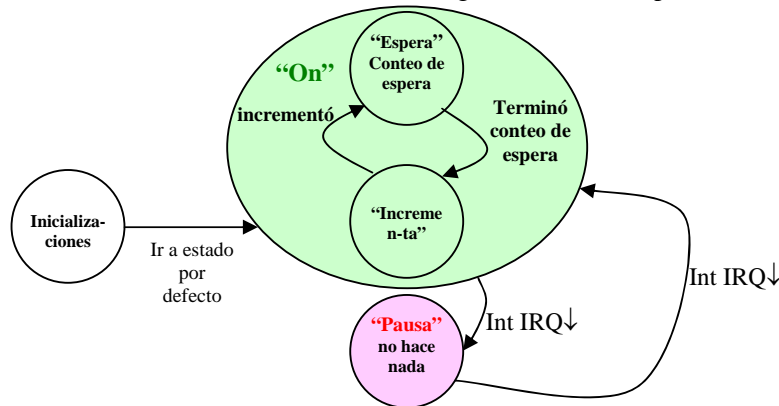 “Espera”
Conteo de
espera
“On”
incrementó
Terminó
conteo de
espera
“Increme
n-ta”
Inicializa-
ciones
Ir a estado
por
defecto
Int IRQ↓
Int IRQ↓
“Pausa”
no hace
nada